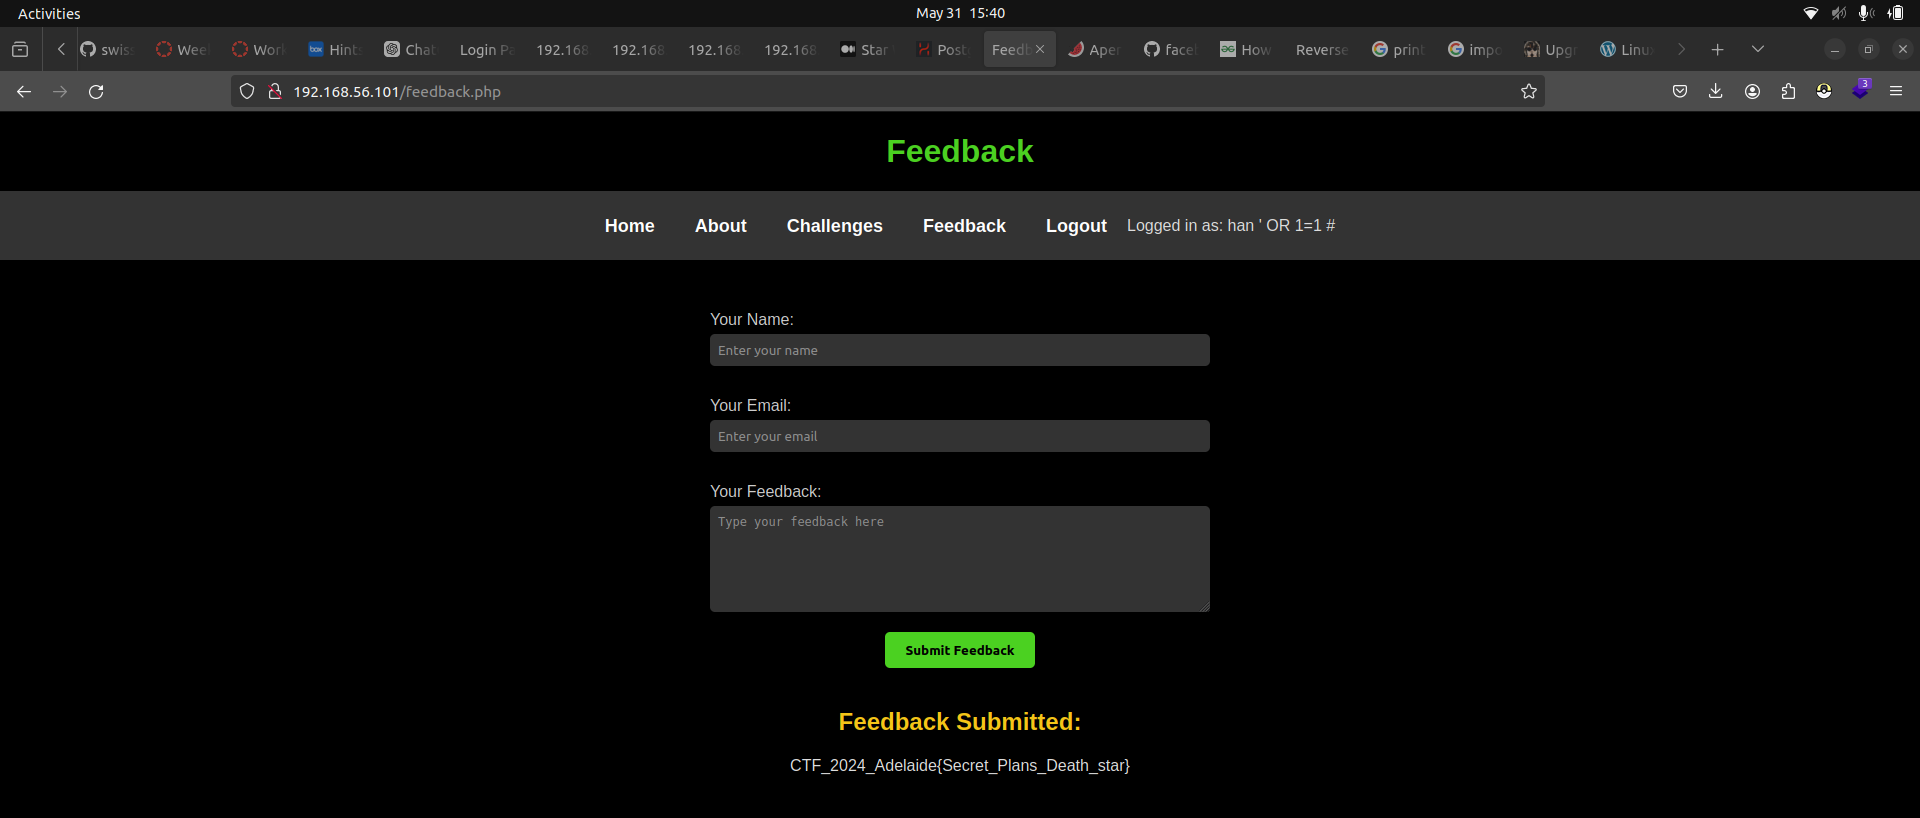 Activities
May 31 15:40
swis
Wee
Work
Hints
Chat
Login Pa
192.168
192.168
192.168
192.168
Star
Post
Feedb
Aper
face
How
Reverse
print
impo
Upgr
Linu
192.168.56.101/feedback.php
3
Feedback
Home About Challenges Feedback Logout Logged in as: han ' OR 1=1 #
Your Name:
Enter your name
Your Email:
Enter your email
Your Feedback:
Type your feedback here
Submit Feedback
Feedback Submitted:
CTF_2024_Adelaide{Secret_Plans_Death_star}